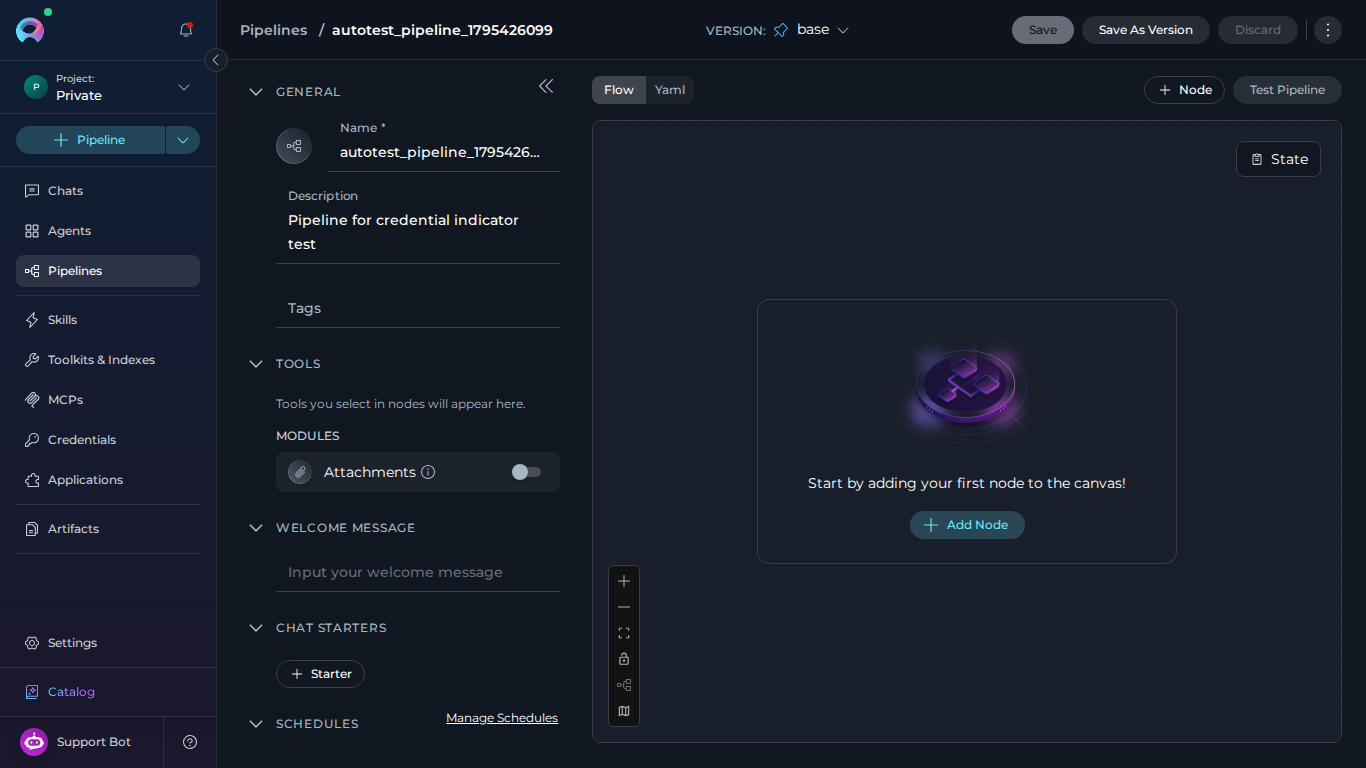 Pipelines / autotest_pipeline_1795426099
VERSION: base
Save
Save As Version
Discard
Project:
P
Private
Pipeline
Chats
Agents
Pipelines
Skills
Toolkits & Indexes
MCPs
Credentials
Applications
Artifacts
Settings
Catalog
Support Bot
GENERAL
Name *
autotest_pipeline_1795426...
Description
Pipeline for credential indicator
test
Tags
TOOLS
Tools you select in nodes will appear here.
MODULES
Attachments
WELCOME MESSAGE
Input your welcome message
CHAT STARTERS
Starter
SCHEDULES
Manage Schedules
Flow
Yaml
Node
Test Pipeline
State
Start by adding your first node to the canvas!
Add Node